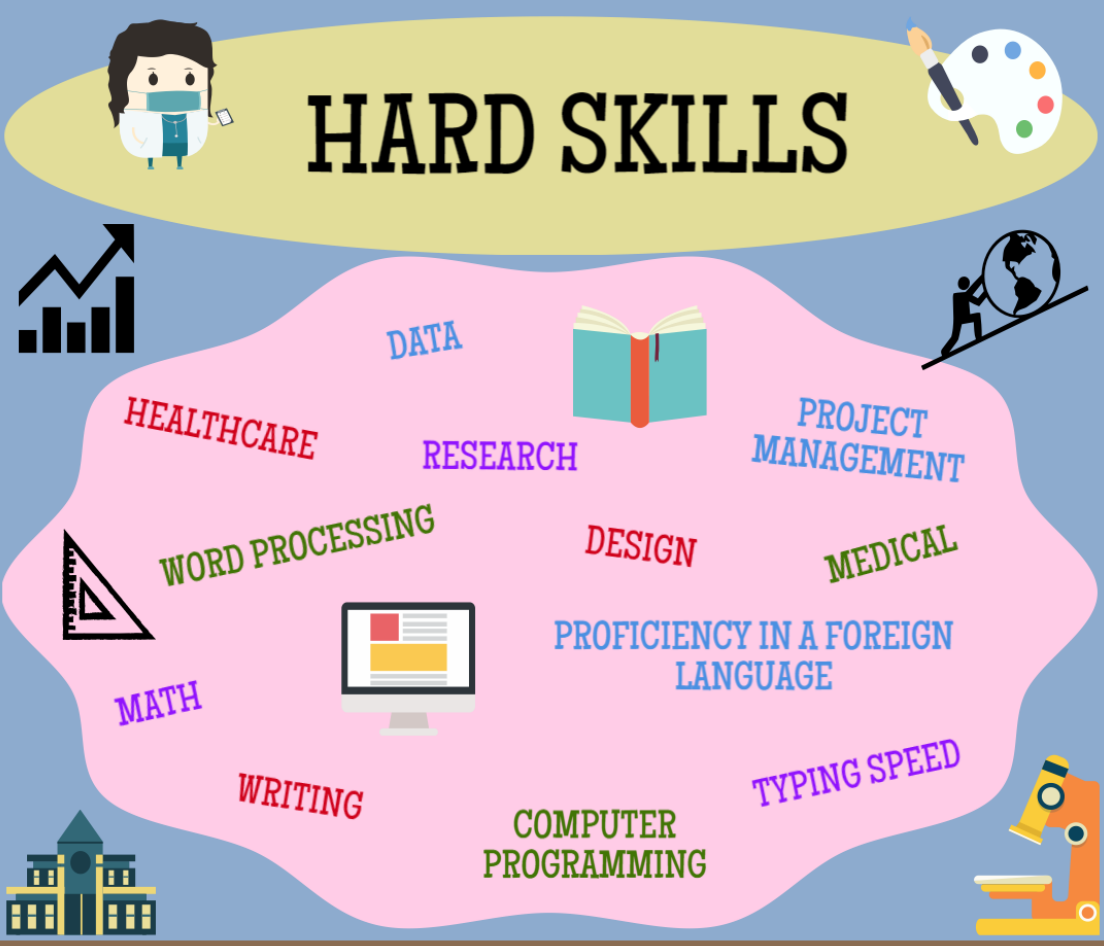 HARD SKILLS
DATA
HEALTHCARE
RESEARCH
PROJECT
MANAGEMENT
WORD PROCESSING
DESIGN
MEDICAL
PROFICIENCY IN A FOREIGN
LANGUAGE
MATH
WRITING
TYPING SPEED
COMPUTER
PROGRAMMING